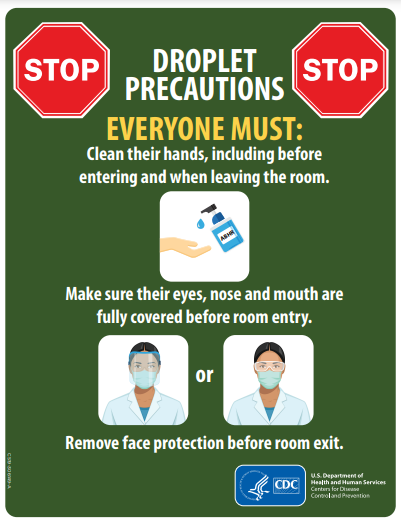 STOP
DROPLET
PRECAUTIONS
STOP
EVERYONE MUST:
Clean their hands, including before
entering and when leaving the room.
ABHR
Make sure their eyes, nose and mouth are
fully covered before room entry.
or
Remove face protection before room exit.
CDC
U.S. Department of
Health and Human Services
Centers for Disease
Control and Prevention